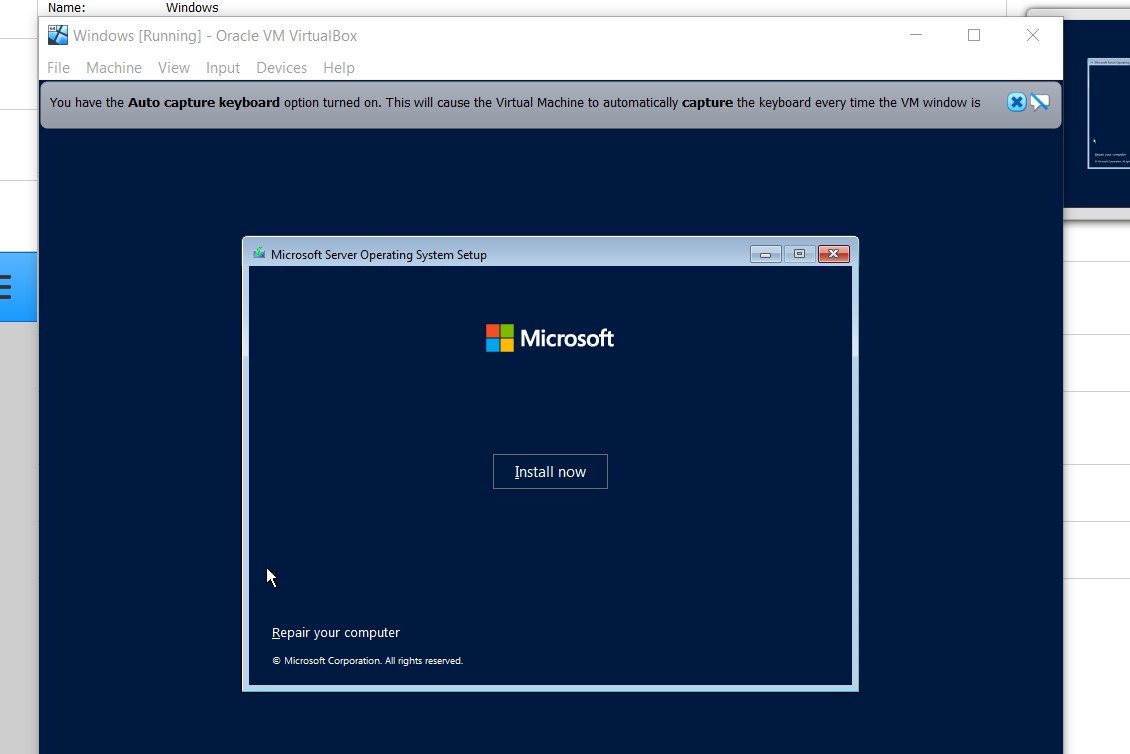 Name: Windows
Windows [Running] - Oracle VM VirtualBox
File Machine View Input Devices Help
You have the Auto capture keyboard option turned on. This will cause the Virtual Machine to automatically capture the keyboard every time the VM window is
Microsoft Server Operating System Setup
Microsoft
Install now
Repair your computer
© Microsoft Corporation. All rights reserved.